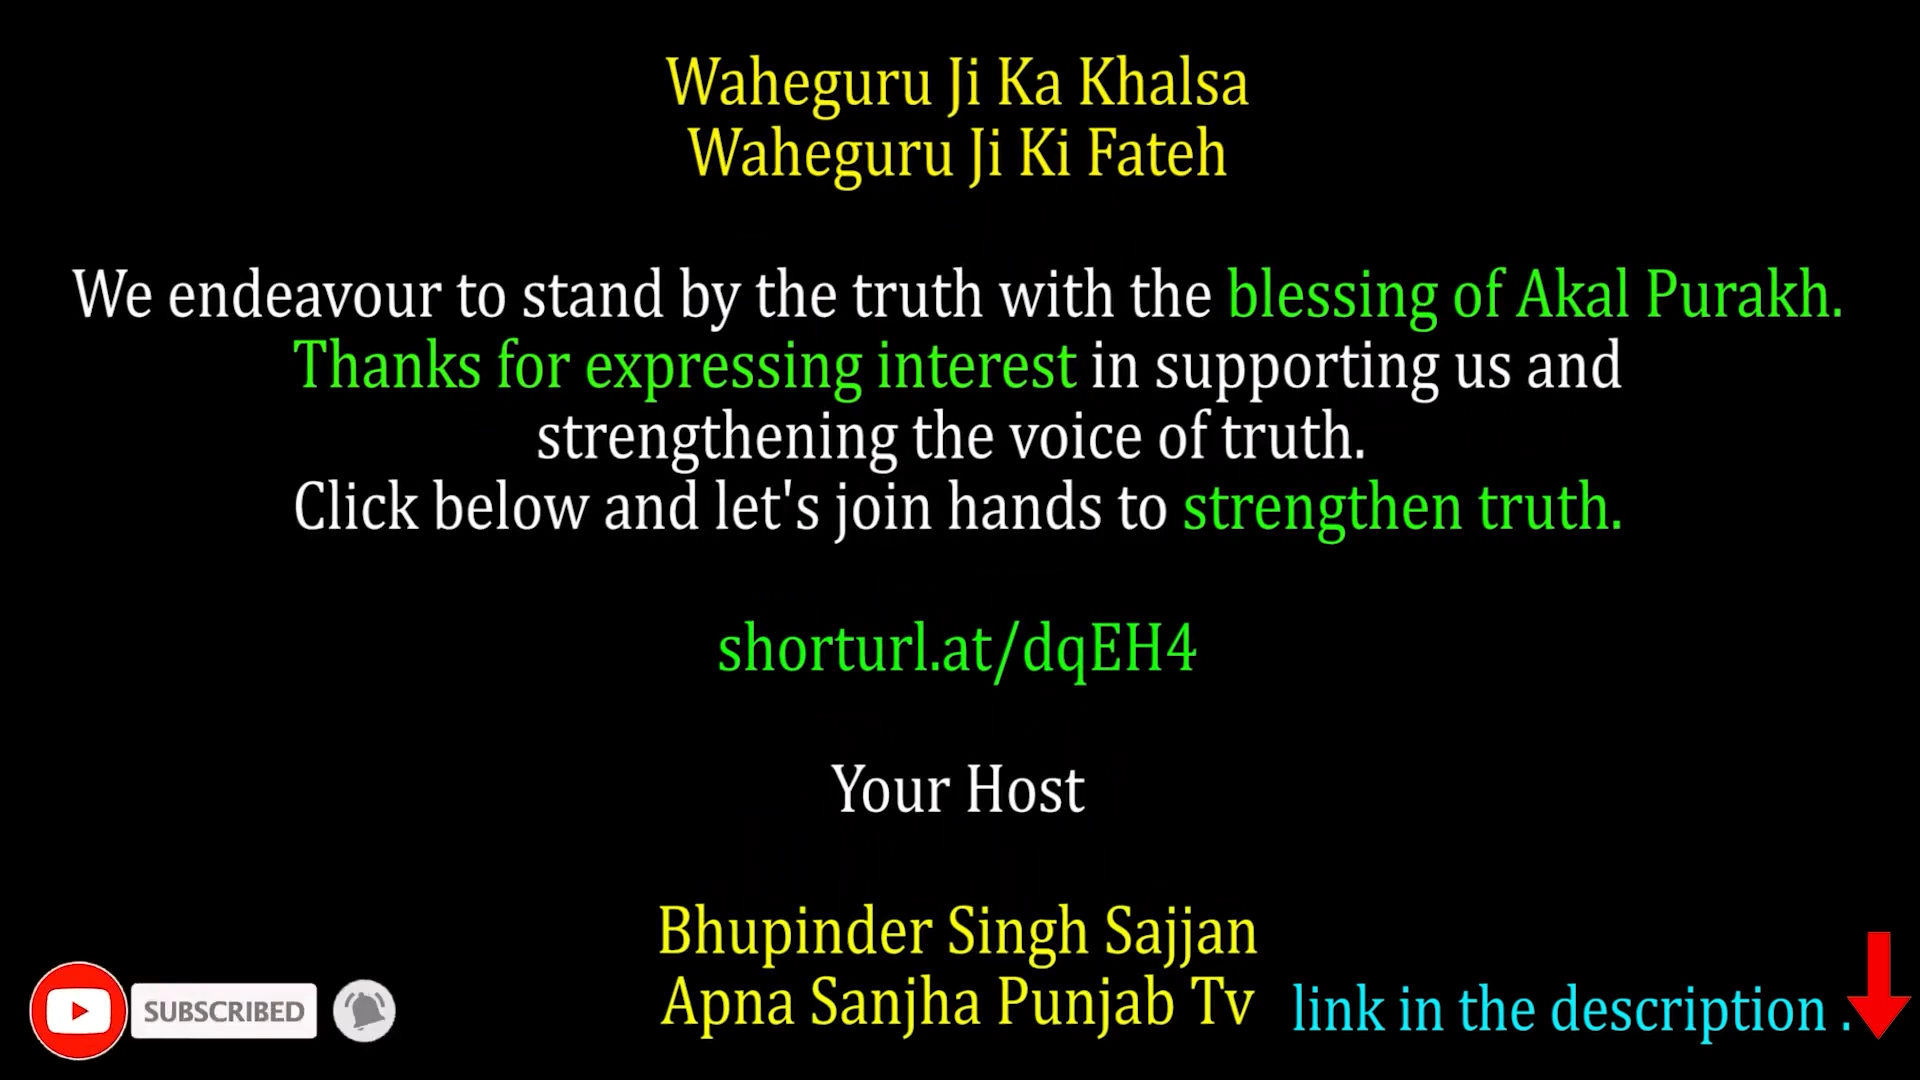 Waheguru Ji Ka Khalsa
Waheguru Ji Ki Fateh
We endeavour to stand by the truth with the blessing of Akal Purakh.
Thanks for expressing interest in supporting us and
strengthening the voice of truth.
Click below and let's join hands to strengthen truth.
shorturl.at/dqEH4
Your Host
Bhupinder Singh Sajjan
Apna Sanjha Punjab Tv
link in the description .
SUBSCRIBED